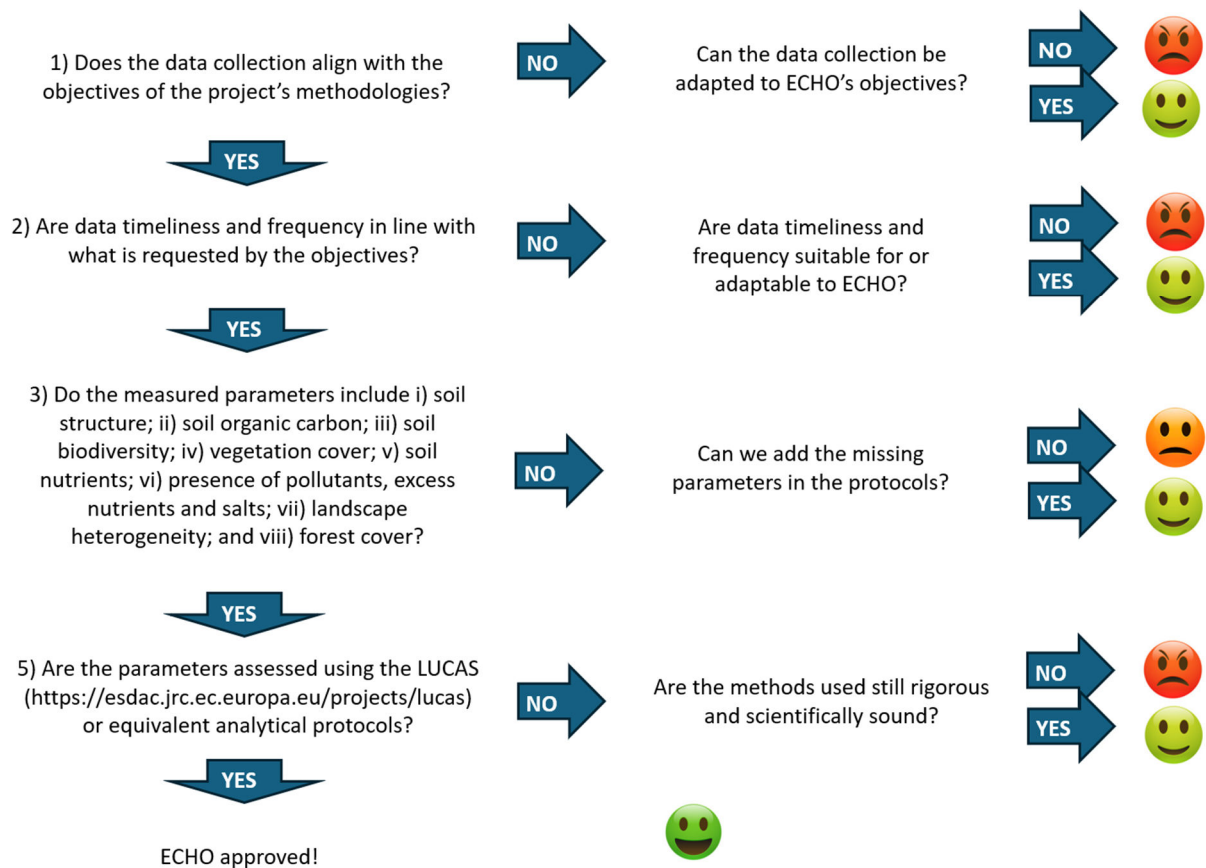 1) Does the data collection align with the
objectives of the project's methodologies?
NO
Can the data collection be
adapted to ECHO's objectives?
NO
YES
YES
2) Are data timeliness and frequency in line with
what is requested by the objectives?
NO
Are data timeliness and
frequency suitable for or
adaptable to ECHO?
NO
YES
YES
3) Do the measured parameters include i) soil
structure; ii) soil organic carbon; iii) soil
biodiversity; iv) vegetation cover; v) soil
nutrients; vi) presence of pollutants, excess
nutrients and salts; vii) landscape
heterogeneity; and viii) forest cover?
NO
Can we add the missing
parameters in the protocols?
NO
YES
YES
5) Are the parameters assessed using the LUCAS
(https://esdac.jrc.ec.europa.eu/projects/lucas)
or equivalent analytical protocols?
NO
Are the methods used still rigorous
and scientifically sound?
NO
YES
YES
ECHO approved!